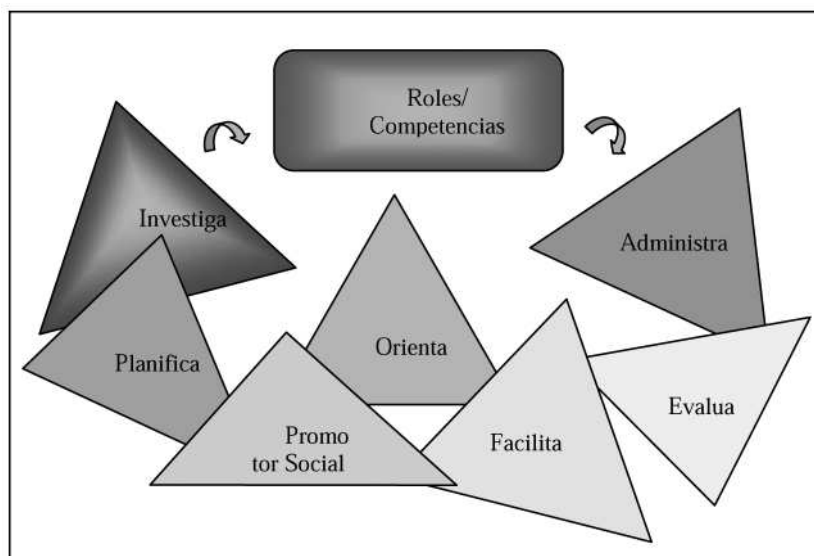 Roles/
Competencias
Investiga
Administra
Planifica
Orienta
Promo
tor Social
Facilita
Evalua